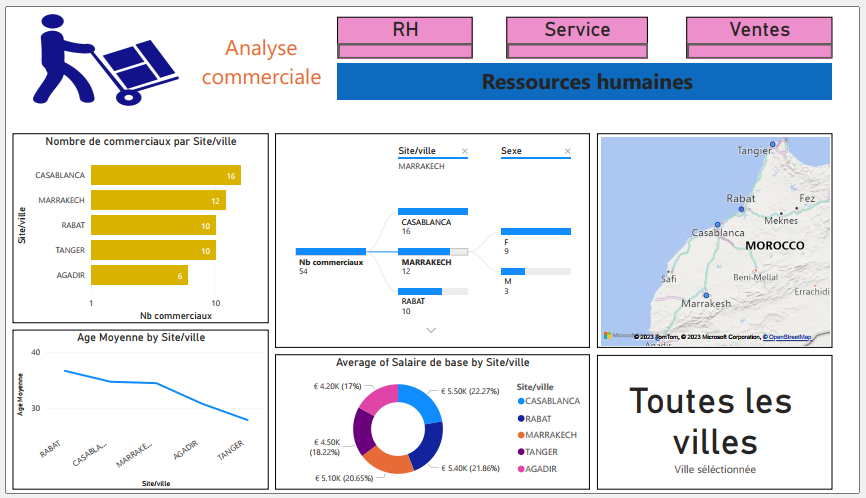 Analyse
commerciale
RH
Service
Ventes
Ressources humaines
Nombre de commerciaux par Site/ville
Site/ville
CASABLANCA
16
MARRAKECH
12
RABAT
10
TANGER
10
AGADIR
6
1
10
Nb commerciaux
Site/ville ×
MARRAKECH
Sexe ×
Nb commerciaux
54
CASABLANCA
16
MARRAKECH
12
RABAT
10
F
9
M
3
Tangier
Rabat
Fez
Meknes
Casablanca
MOROCCO
Safi
Beni-Mellal
Marrakesh
Errachidi
Agadir
© 2023 TomTom, © 2023 Microsoft Corporation, © OpenStreetMap
Age Moyenne by Site/ville
Age Moyenne
40
30
RABAT
CASABLA...
MARRAKE...
AGADIR
TANGER
Site/ville
Average of Salaire de base by Site/ville
€ 4.20K (17%)
€ 5.50K (22.27%)
€ 4.50K
(18.22%)
€ 5.10K (20.65%)
€ 5.40K (21.86%)
Site/ville
CASABLANCA
RABAT
MARRAKECH
TANGER
AGADIR
Toutes les
villes
Ville séléctionnée